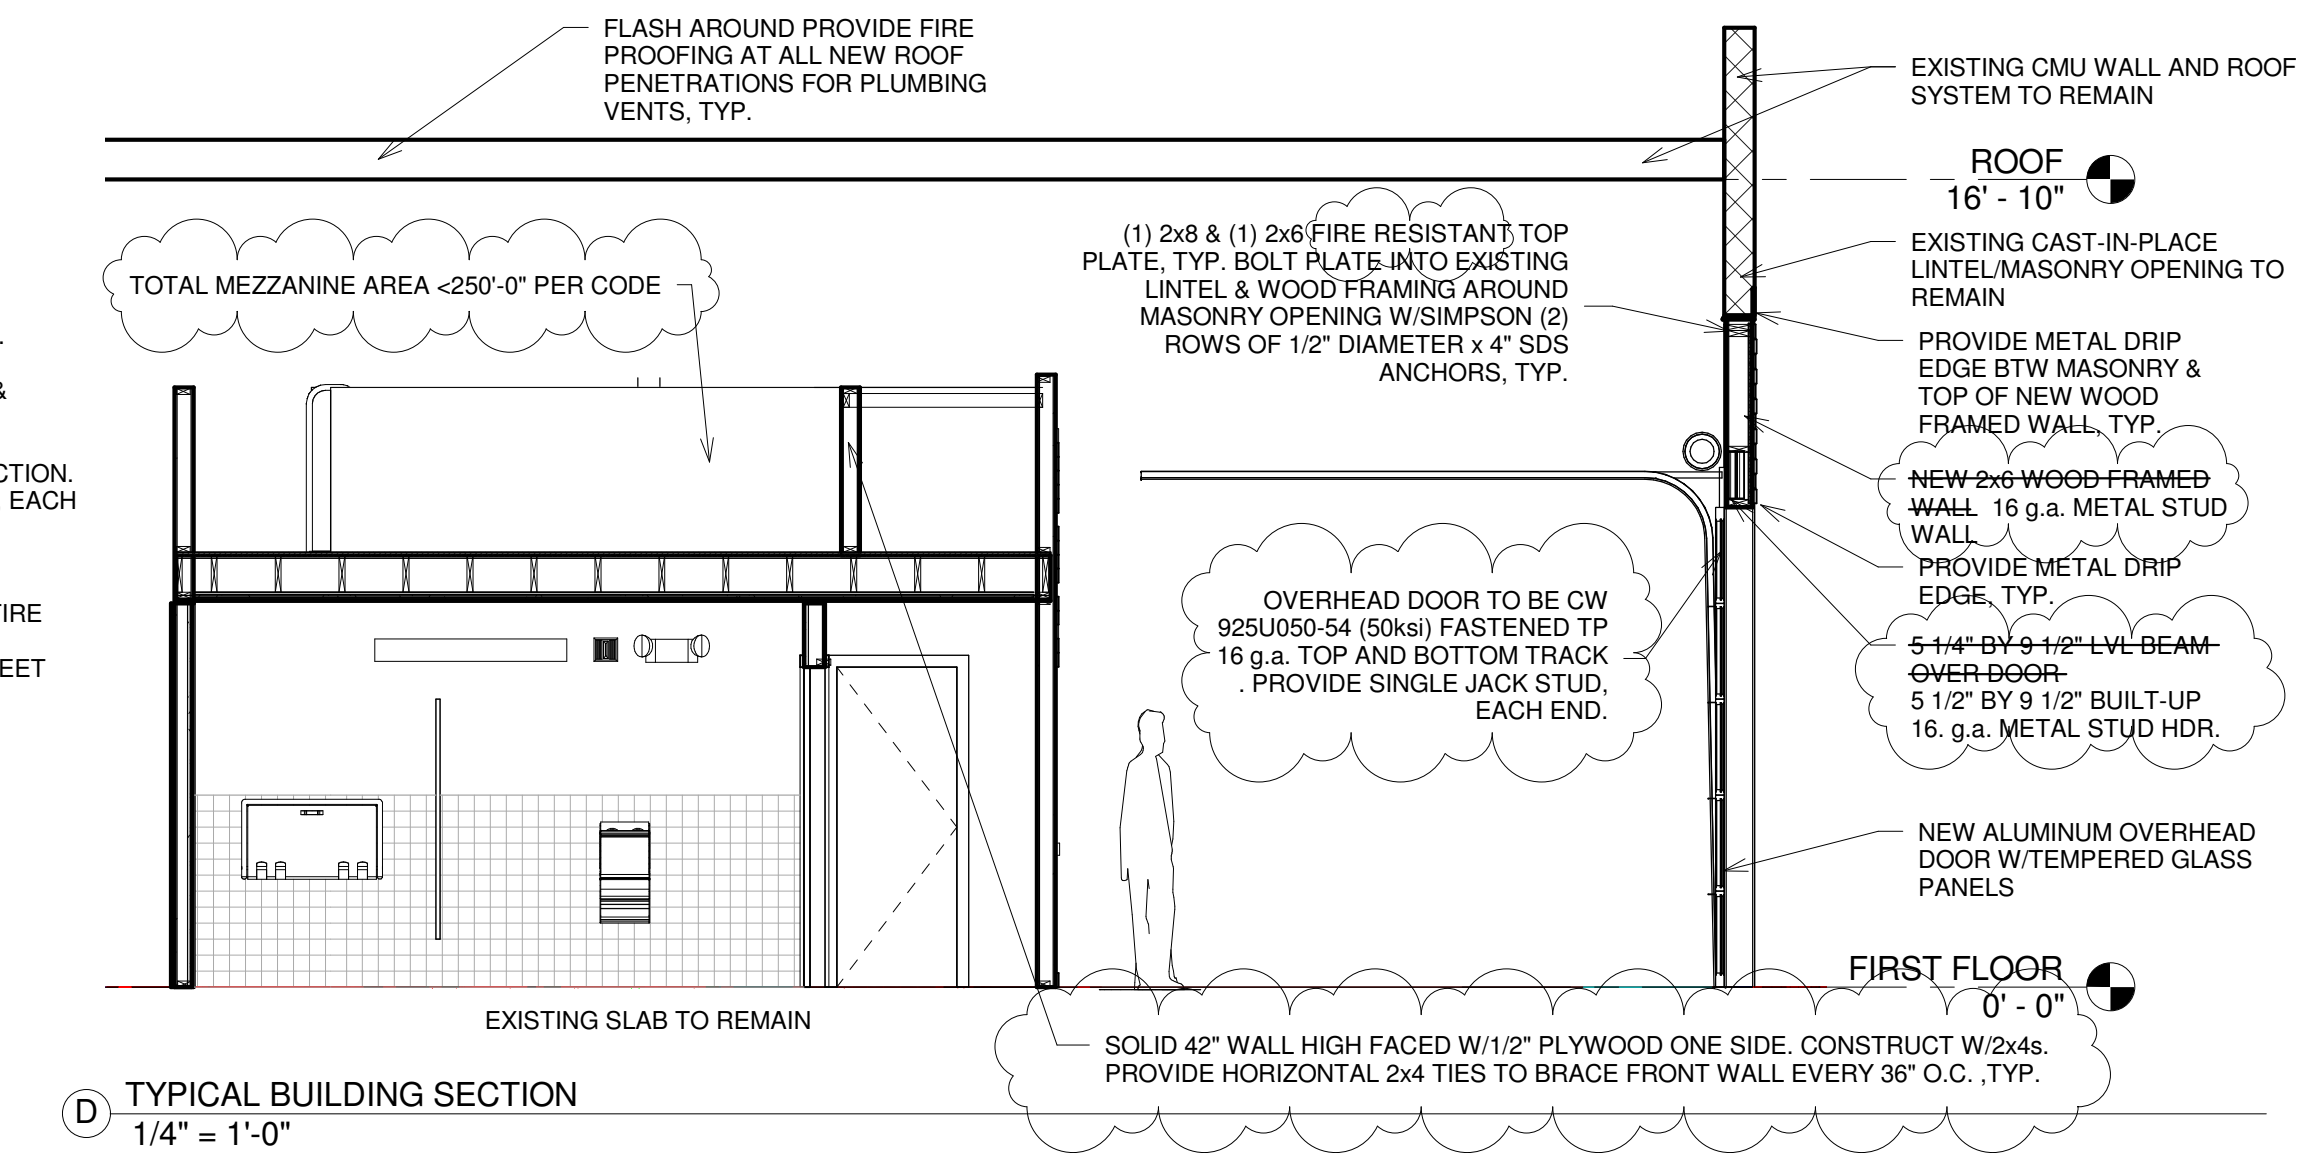 FLASH AROUND PROVIDE FIRE
PROOFING AT ALL NEW ROOF
PENETRATIONS FOR PLUMBING
VENTS, TYP.
EXISTING CMU WALL AND ROOF
SYSTEM TO REMAIN
ROOF
16' - 10"
TOTAL MEZZANINE AREA <250'-0" PER CODE
(1) 2x8 & (1) 2x6 FIRE RESISTANT TOP
PLATE, TYP. BOLT PLATE INTO EXISTING
LINTEL & WOOD FRAMING AROUND
MASONRY OPENING W/SIMPSON (2)
ROWS OF 1/2" DIAMETER x 4" SDS
ANCHORS, TYP.
EXISTING CAST-IN-PLACE
LINTEL/MASONRY OPENING TO
REMAIN
PROVIDE METAL DRIP
EDGE BTW MASONRY &
TOP OF NEW WOOD
FRAMED WALL, TYP.
&
CTION.
EACH
FIRE
EET
NEW 2x6 WOOD FRAMED
WALL 16 g.a. METAL STUD
WALL
PROVIDE METAL DRIP
EDGE, TYP.
OVERHEAD DOOR TO BE CW
925U050-54 (50ksi) FASTENED TP
16 g.a. TOP AND BOTTOM TRACK
. PROVIDE SINGLE JACK STUD,
EACH END.
5 1/4" BY 9 1/2" LVL BEAM
OVER DOOR
5 1/2" BY 9 1/2" BUILT-UP
16. g.a. METAL STUD HDR.
NEW ALUMINUM OVERHEAD
DOOR W/TEMPERED GLASS
PANELS
FIRST FLOOR
0' - 0"
EXISTING SLAB TO REMAIN
SOLID 42" WALL HIGH FACED W/1/2" PLYWOOD ONE SIDE. CONSTRUCT W/2x4s.
PROVIDE HORIZONTAL 2x4 TIES TO BRACE FRONT WALL EVERY 36" O.C. ,TYP.
D
TYPICAL BUILDING SECTION
1/4" = 1'-0"